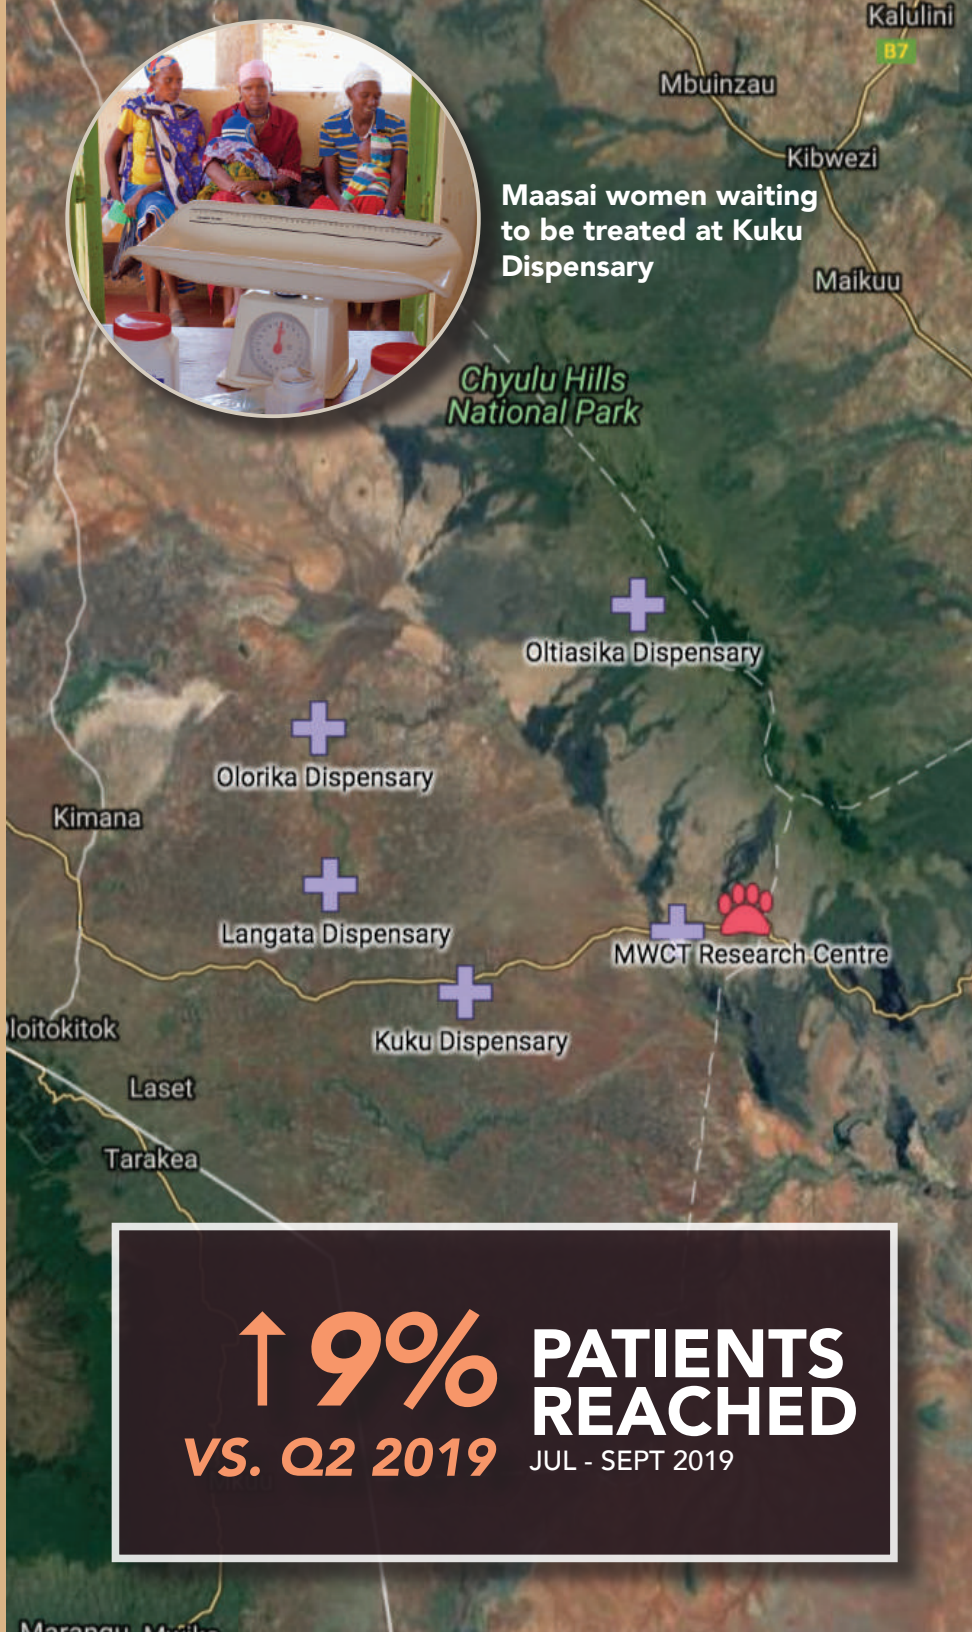 Kalulini
B7
Mbuinzau
Kibwezi
Maasai women waiting
to be treated at Kuku
Dispensary
Maikuu
Chyulu Hills
National Park
Oltiasika Dispensary
Olorika Dispensary
Kimana
Langata Dispensary
MWCT Research Centre
Kuku Dispensary
loitokitok
Laset
Tarakea
↑9%
VS. Q2 2019
PATIENTS
REACHED
JUL - SEPT 2019